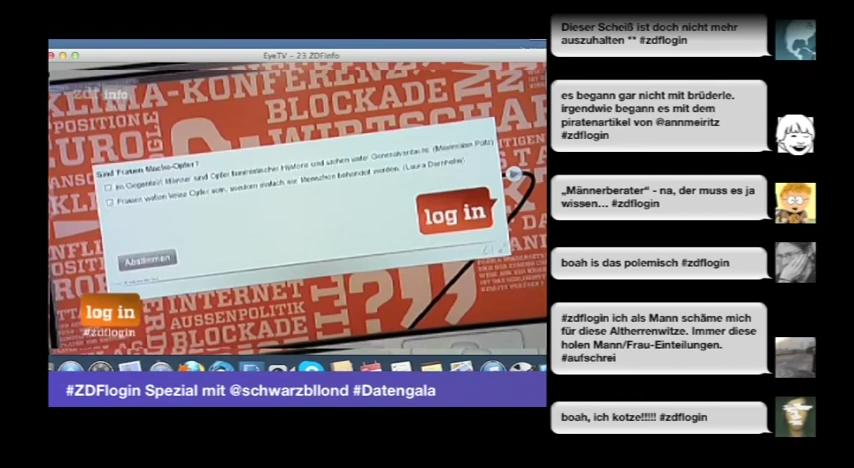 EyeTV – 23 ZDFinfo
info
KLIMA-KONFERENZ
BLOCKADE
POSITION
EURO
WIRTSCHAFT
Sind Frauen Macho-Opfer?
Im Gegenteil! Männer sind Opfer feministischer Hysterie und stehen unter Generalverdacht. (Maximilian Pütz)
Frauen wollen keine Opfer sein, sondern einfach wie Menschen behandelt werden. (Laura Dornheim)
log in
Abstimmen
INTERNET
AUSSENPOLITIK
BLOCKADE
log in
#zdflogin
#ZDFlogin Spezial mit @schwarzbllond #Datengala
Dieser Scheiß ist doch nicht mehr
auszuhalten ** #zdflogin
es begann gar nicht mit brüderle.
irgendwie begann es mit dem
piratenartikel von @annmeiritz
#zdflogin
„Männerberater“ - na, der muss es ja
wissen... #zdflogin
boah is das polemisch #zdflogin
#zdflogin ich als Mann schäme mich
für diese Altherrenwitze. Immer diese
holen Mann/Frau-Einteilungen.
#aufschrei
boah, ich kotze!!!!! #zdflogin